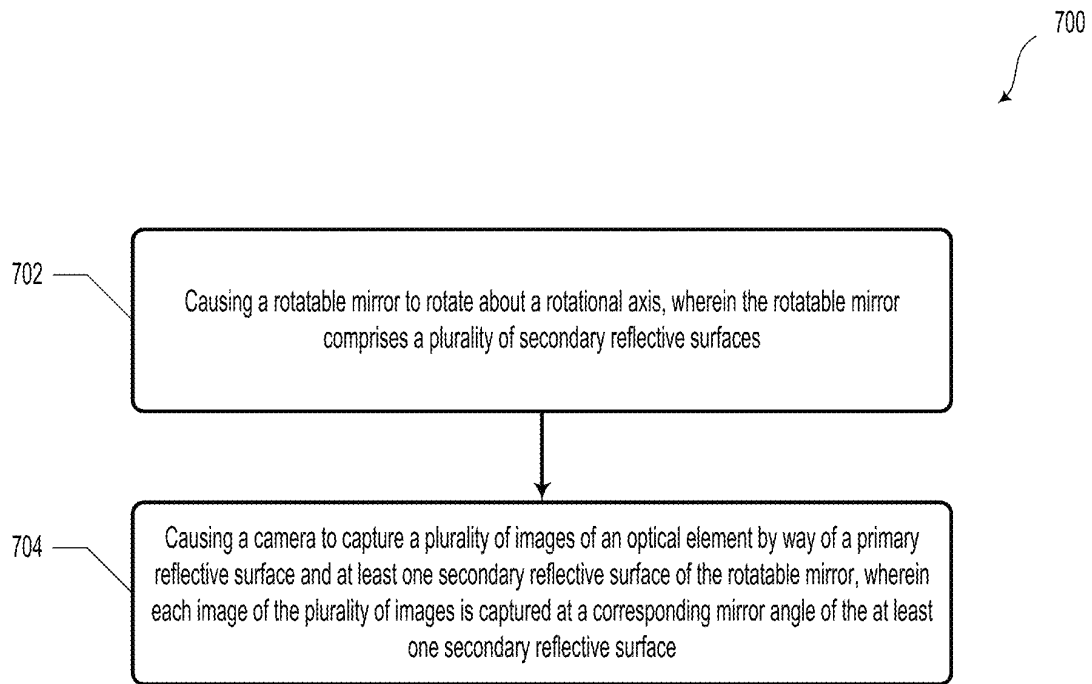 700
702
Causing a rotatable mirror to rotate about a rotational axis, wherein the rotatable mirror
comprises a plurality of secondary reflective surfaces
704
Causing a camera to capture a plurality of images of an optical element by way of a primary
reflective surface and at least one secondary reflective surface of the rotatable mirror, wherein
each image of the plurality of images is captured at a corresponding mirror angle of the at least
one secondary reflective surface